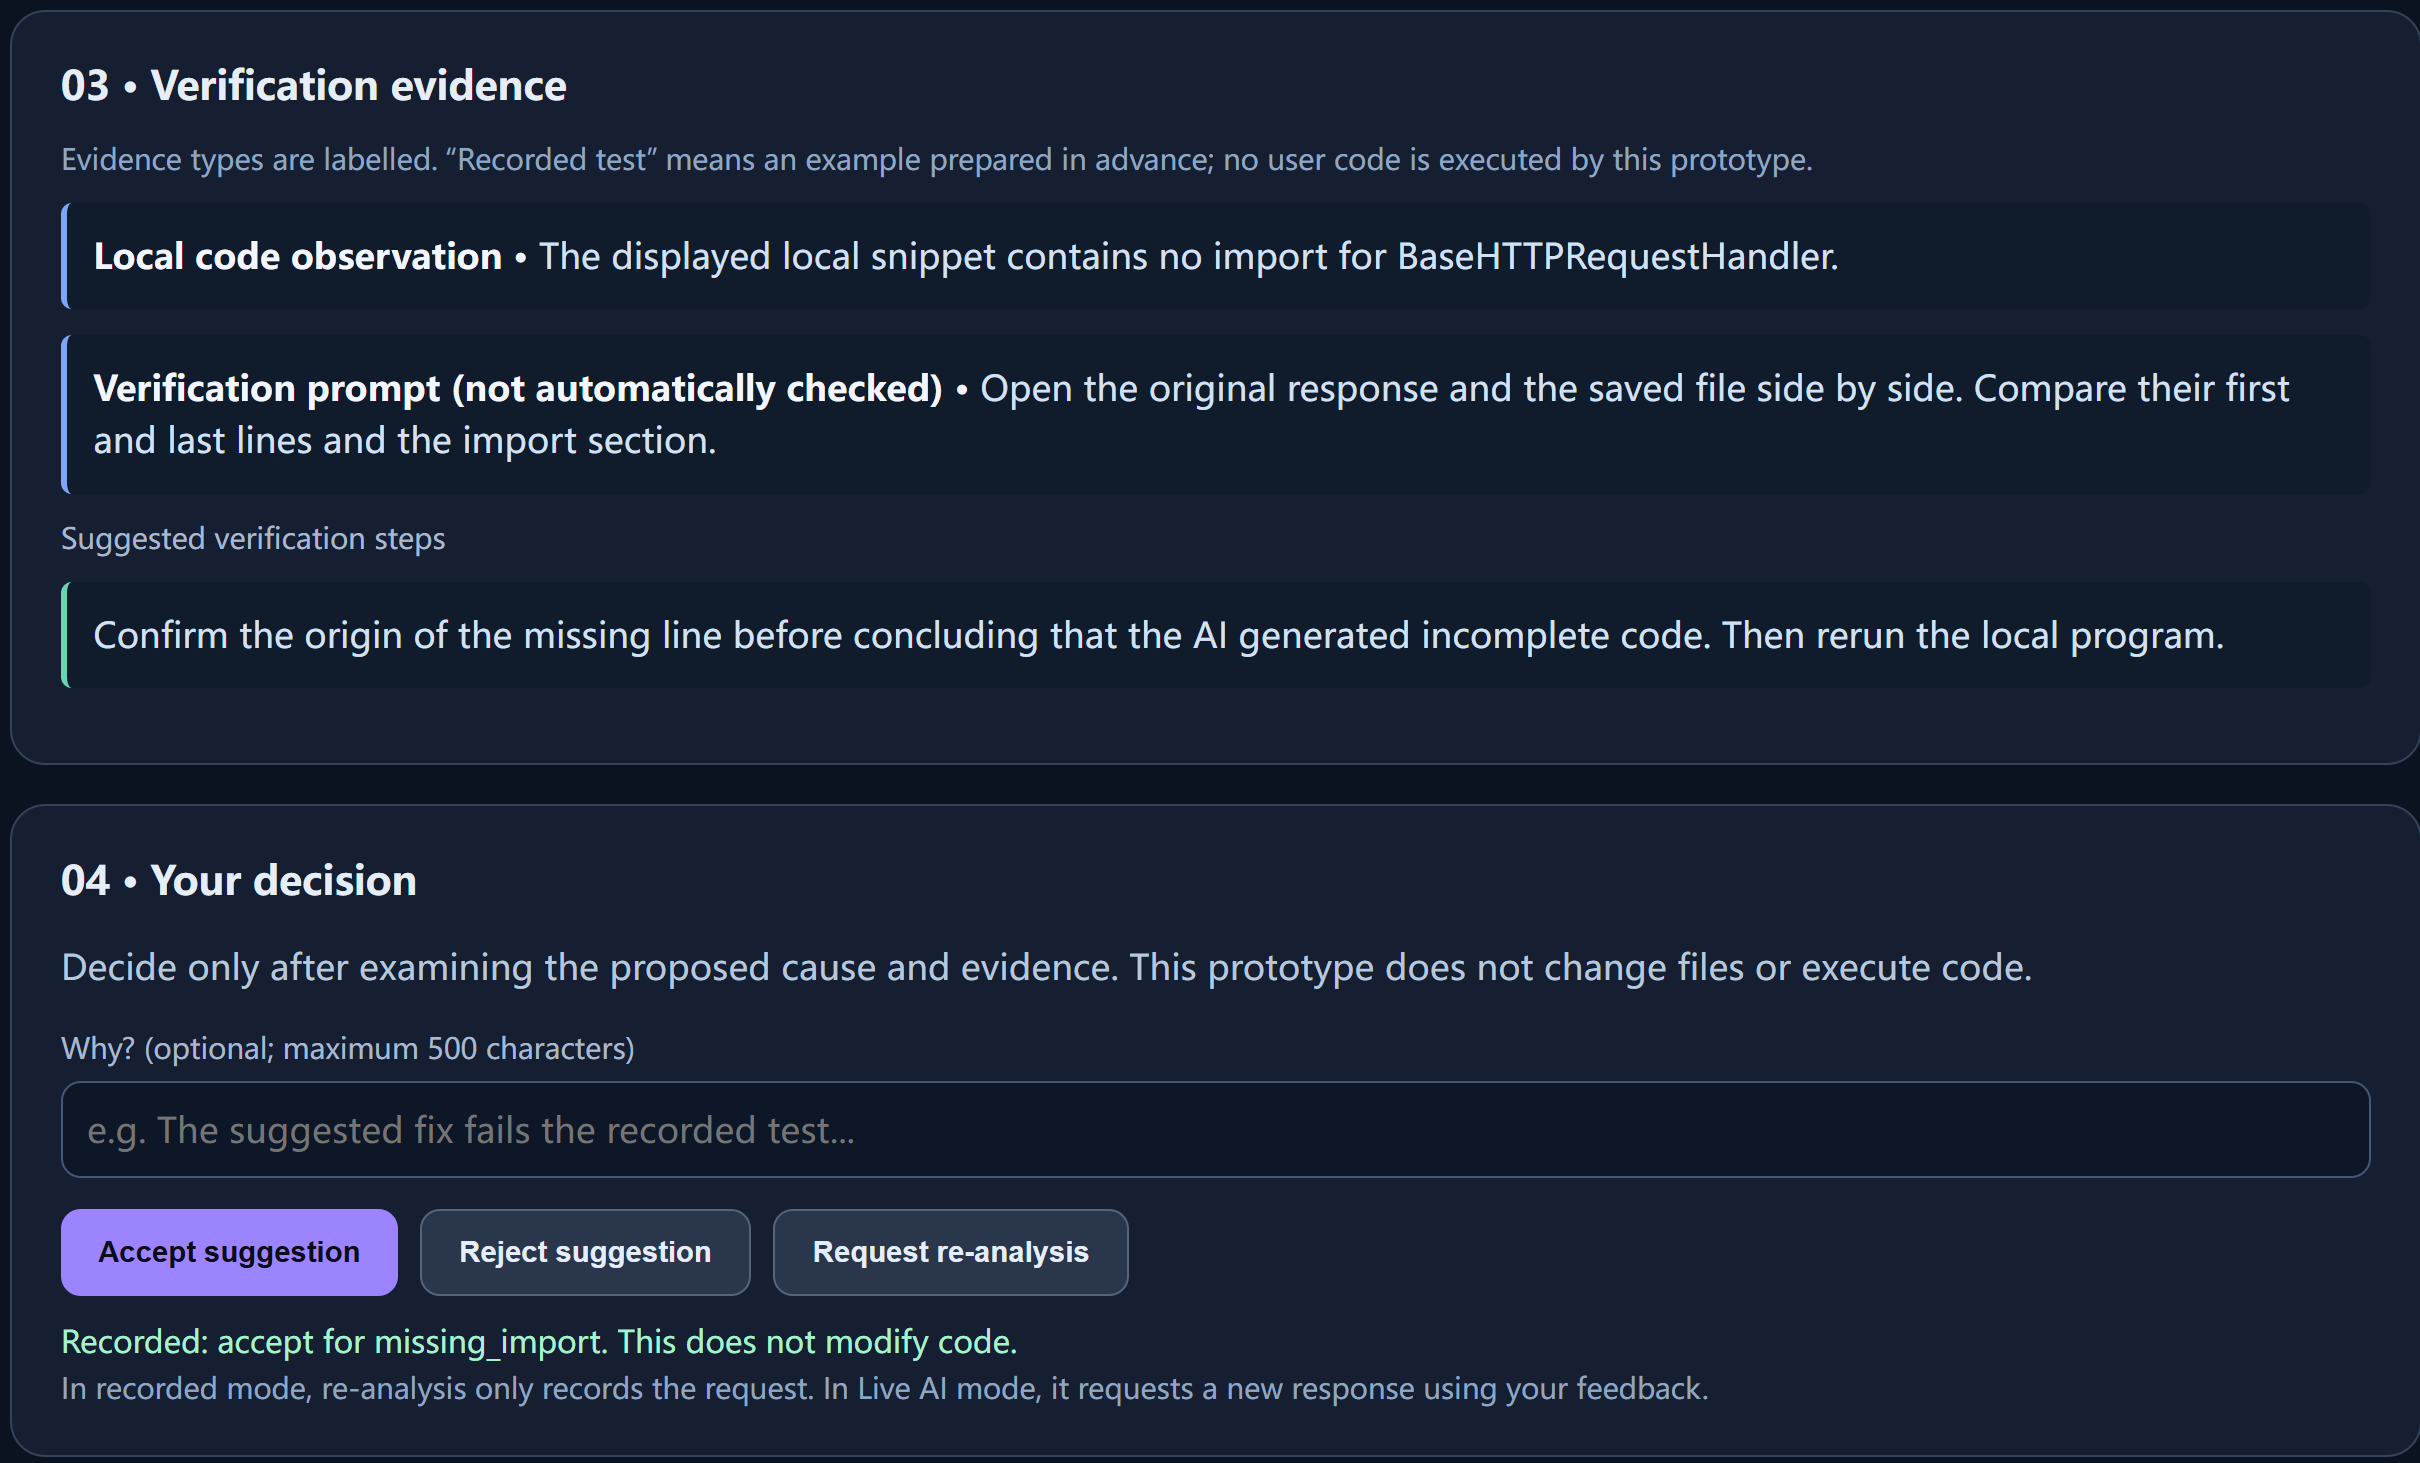 03 • Verification evidence
Evidence types are labelled. “Recorded test” means an example prepared in advance; no user code is executed by this prototype.
Local code observation • The displayed local snippet contains no import for BaseHTTPRequestHandler.
Verification prompt (not automatically checked) • Open the original response and the saved file side by side. Compare their first
and last lines and the import section.
Suggested verification steps
Confirm the origin of the missing line before concluding that the AI generated incomplete code. Then rerun the local program.
04 • Your decision
Decide only after examining the proposed cause and evidence. This prototype does not change files or execute code.
Why? (optional; maximum 500 characters)
e.g. The suggested fix fails the recorded test...
Accept suggestion Reject suggestion Request re-analysis
Recorded: accept for missing_import. This does not modify code.
In recorded mode, re-analysis only records the request. In Live AI mode, it requests a new response using your feedback.